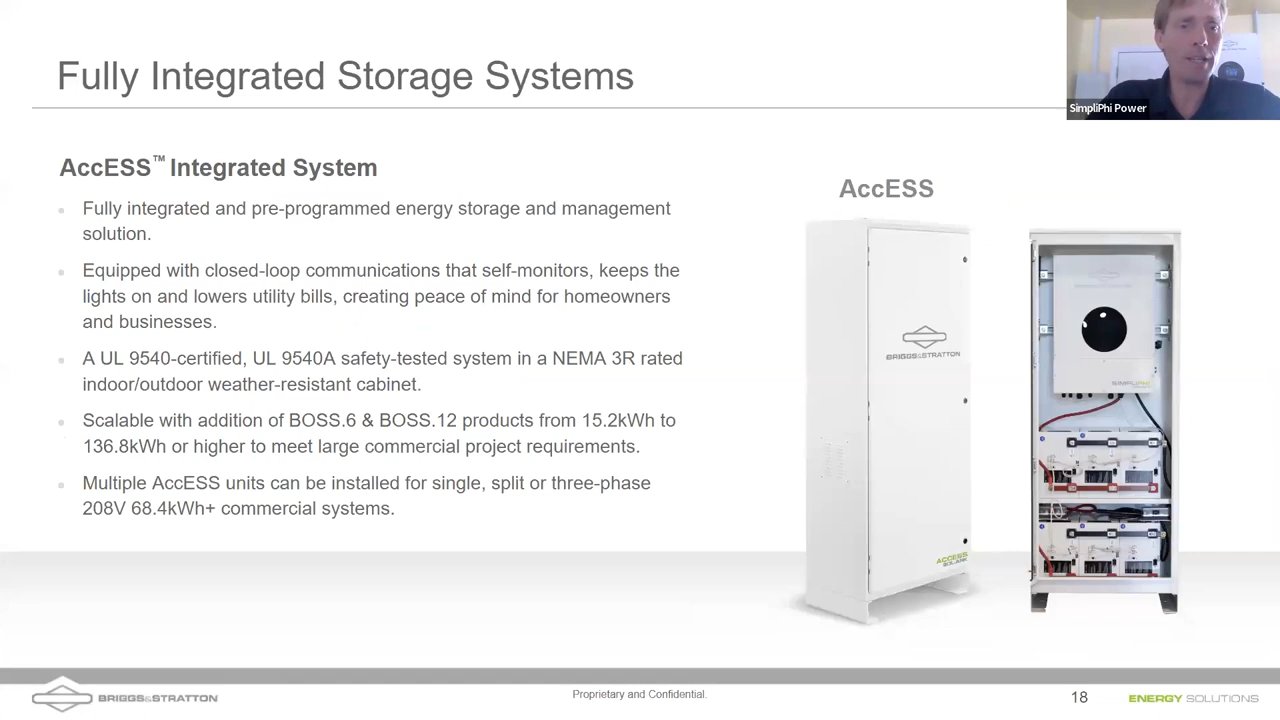 Fully Integrated Storage Systems
SimpliPhi Power
AccESS™ Integrated System
Fully integrated and pre-programmed energy storage and management
solution.
Equipped with closed-loop communications that self-monitors, keeps the
lights on and lowers utility bills, creating peace of mind for homeowners
and businesses.
A UL 9540-certified, UL 9540A safety-tested system in a NEMA 3R rated
indoor/outdoor weather-resistant cabinet.
Scalable with addition of BOSS.6 & BOSS.12 products from 15.2kWh to
136.8kWh or higher to meet large commercial project requirements.
Multiple AccESS units can be installed for single, split or three-phase
208V 68.4kWh+ commercial systems.
AccESS
BRIGGS&STRATTON
ACCESS
SIMPLIPHI
BRIGGS&STRATTON
Proprietary and Confidential.
18
ENERGY SOLUTIONS